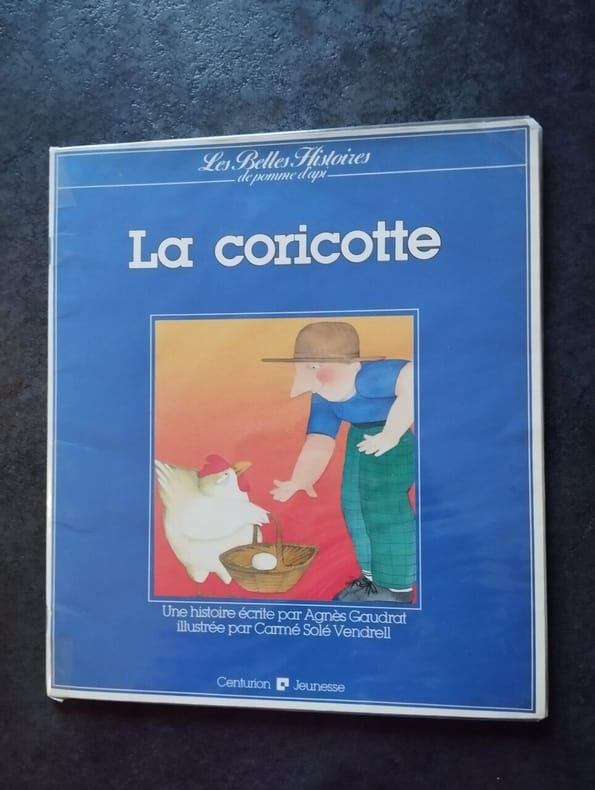 Les Belles Histoires
de pomme d'api
La coricotte
Une histoire écrite par Agnès Gaudrat
illustrée par Carmé Solé Vendrell
Centurion Jeunesse